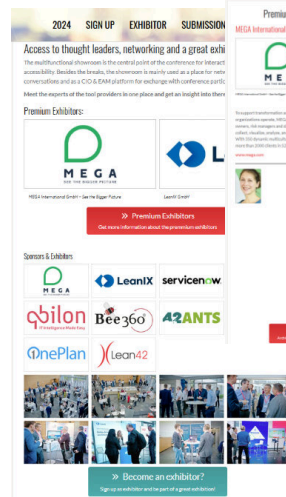 2024 SIGN UP EXHIBITOR SUBMISSION
Access to thought leaders, networking and a great exhi
The multifunctional showroom is the central point of the conference for interact
accessibility. Besides the breaks, the showroom is mainly used as a place for netw
conversations and as a CIO & EAM platform for exchange with conference partic
Meet the experts of the tool providers in one place and get an insight into there
Premium Exhibitors:
MEGA
SEE THE BIGGER PICTURE
L
MEGA International GmbH - See the Bigger Picture
LeanIX GmbH
» Premium Exhibitors
Get more information about the premium exhibitors
Sponsors & Exhibitors
MEGA
LeanIX
servicenow
qbilon
IT Intelligence Made Easy
Bee360
A2ANTS
OnePlan
Lean42
» Become an exhibitor?
Sign up as exhibitor and be part of a great exhibition!
Premiu
MEGA International
ME
www.mega.com